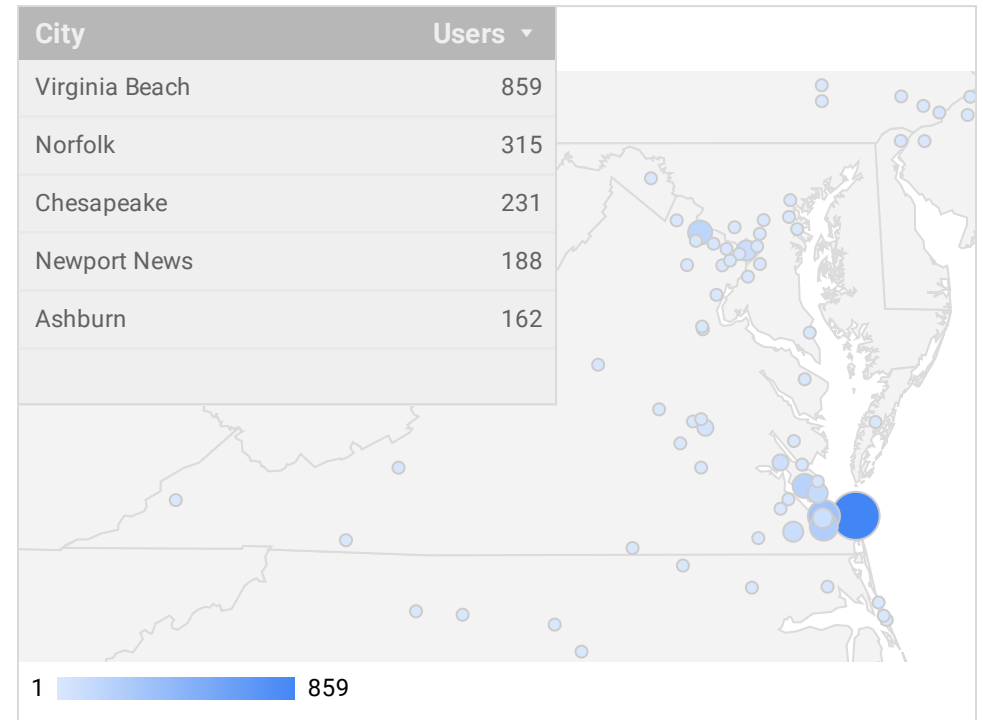 City Users
Virginia Beach 859
Norfolk 315
Chesapeake 231
Newport News 188
Ashburn 162
1 859